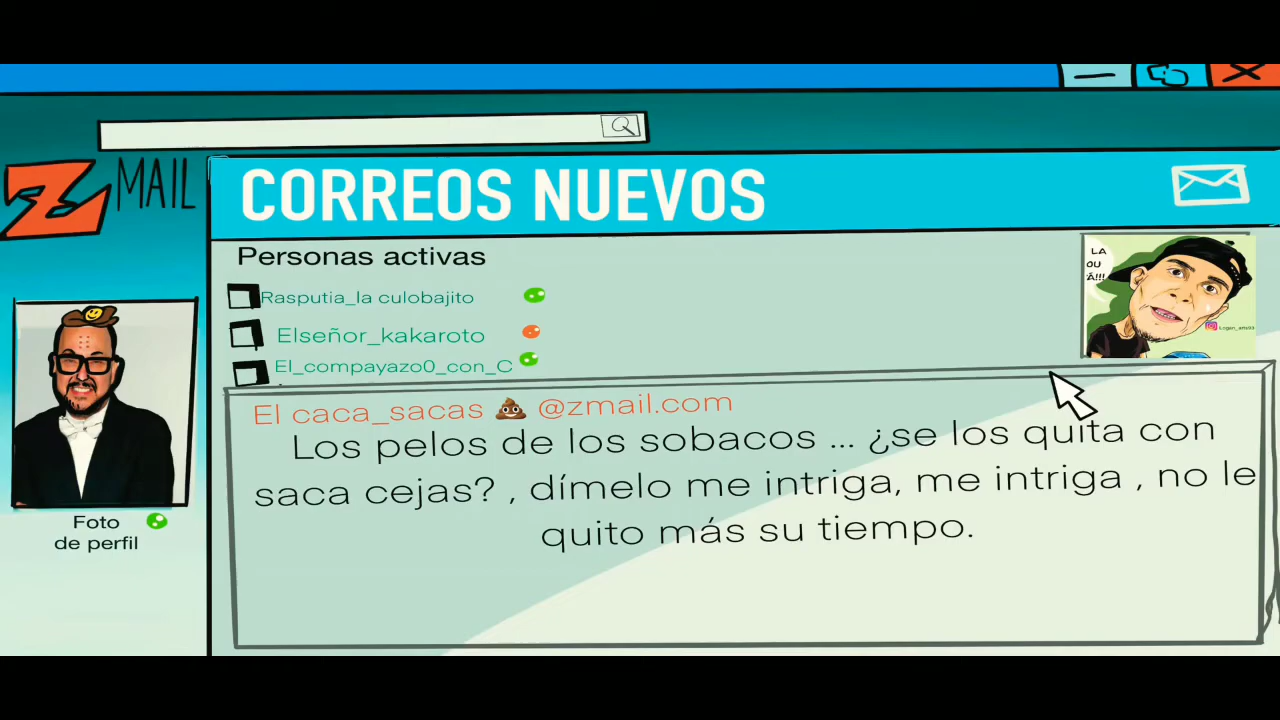 Z MAIL
CORREOS NUEVOS
Personas activas
Rasputia_la culobajito
Elseñor_kakaroto
El_compayazo0_con_C
LA
OU
Á!!!
Foto
de perfil
El caca_sacas 💩 @zmail.com
Los pelos de los sobacos ... ¿se los quita con
saca cejas? , dímelo me intriga, me intriga , no le
quito más su tiempo.